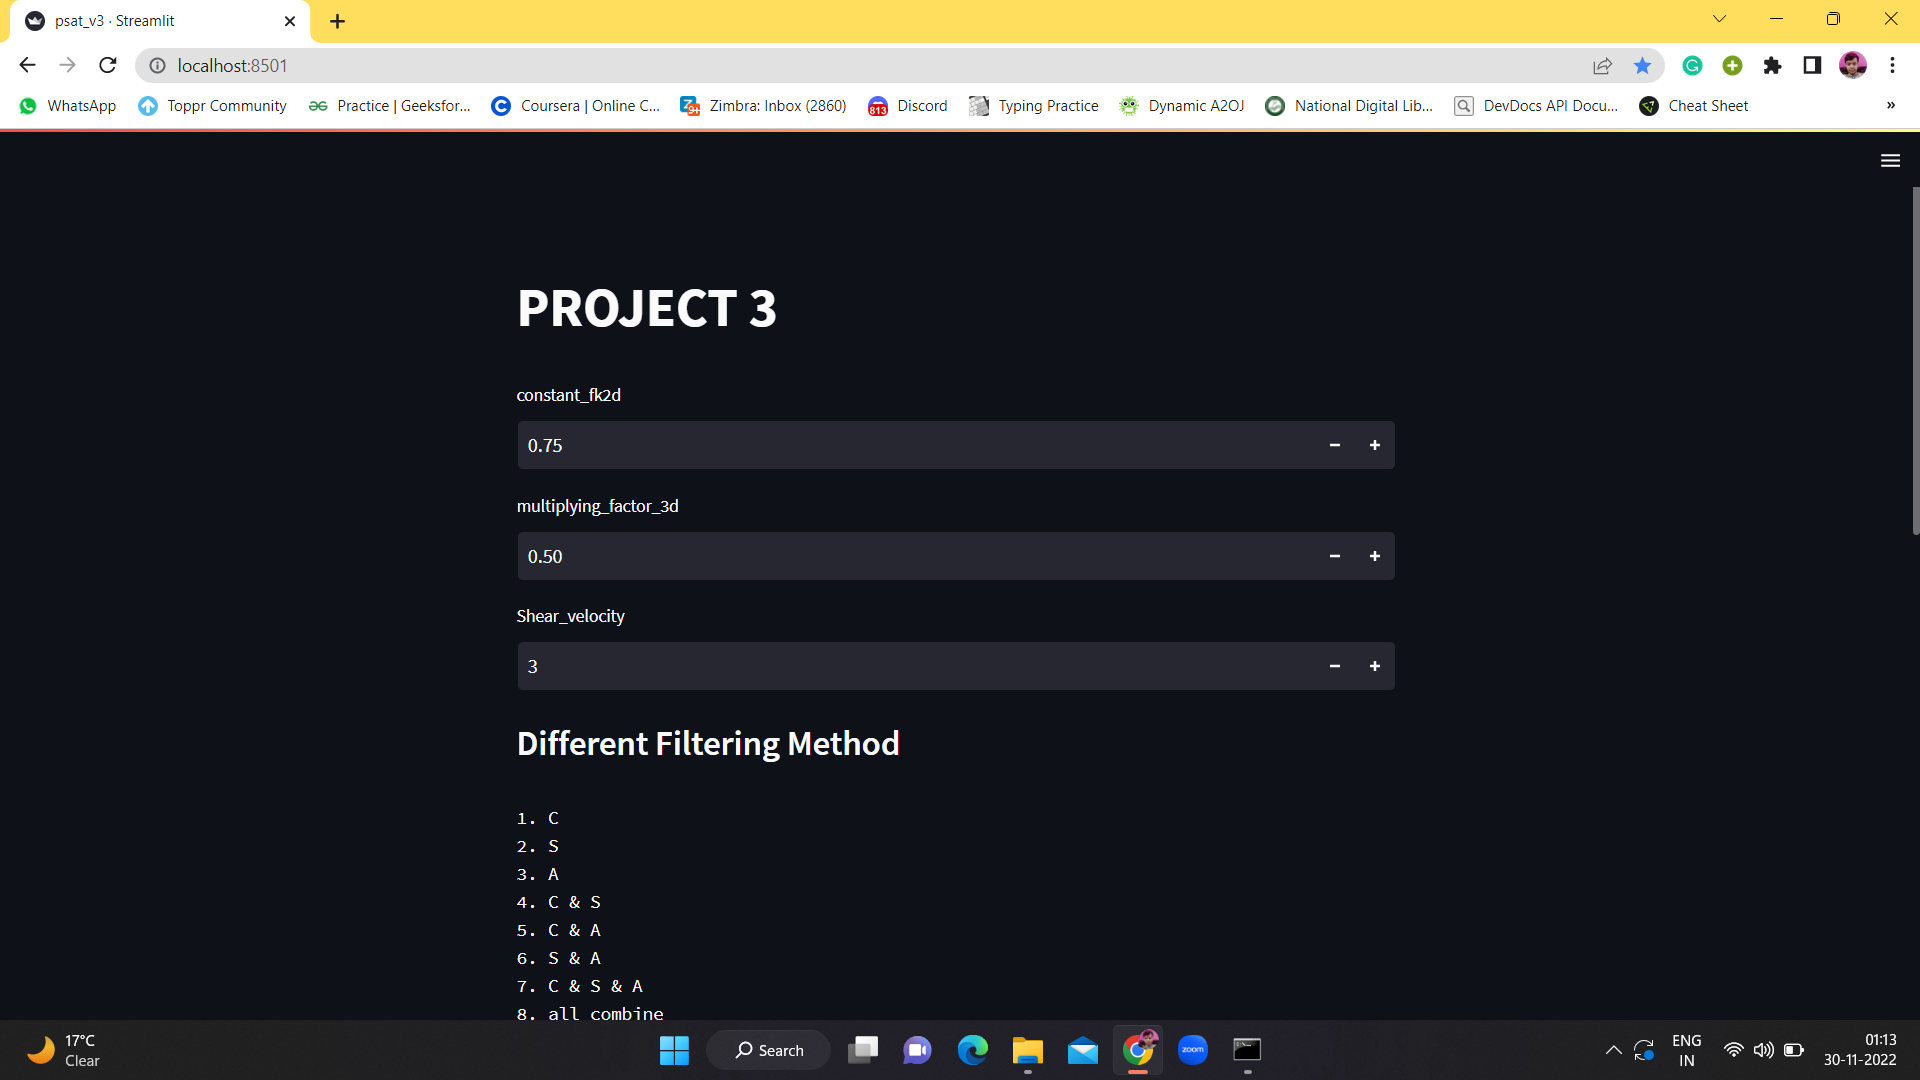 psat_v3 · Streamlit
localhost:8501
WhatsApp Toppr Community Practice | Geeksfor... Coursera | Online C... Zimbra: Inbox (2860) Discord Typing Practice Dynamic A2OJ National Digital Lib... DevDocs API Docu... Cheat Sheet »
PROJECT 3
constant_fk2d
0.75 - +
multiplying_factor_3d
0.50 - +
Shear_velocity
3 - +
Different Filtering Method
1. C
2. S
3. A
4. C & S
5. C & A
6. S & A
7. C & S & A
8. all combine
17°C
Clear
Search
zoom
ENG
IN
01:13
30-11-2022